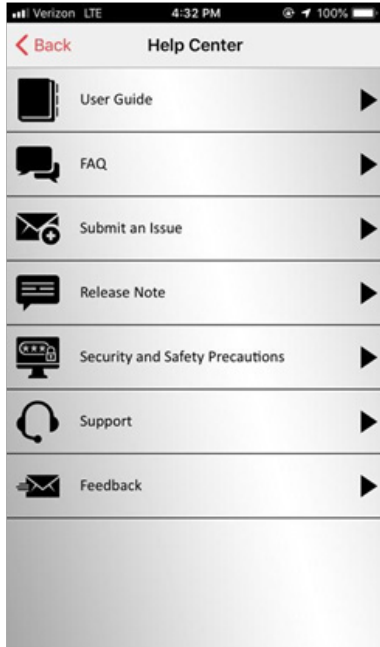 Verizon LTE 4:32 PM 100%
Back Help Center
User Guide
FAQ
Submit an Issue
Release Note
Security and Safety Precautions
Support
Feedback